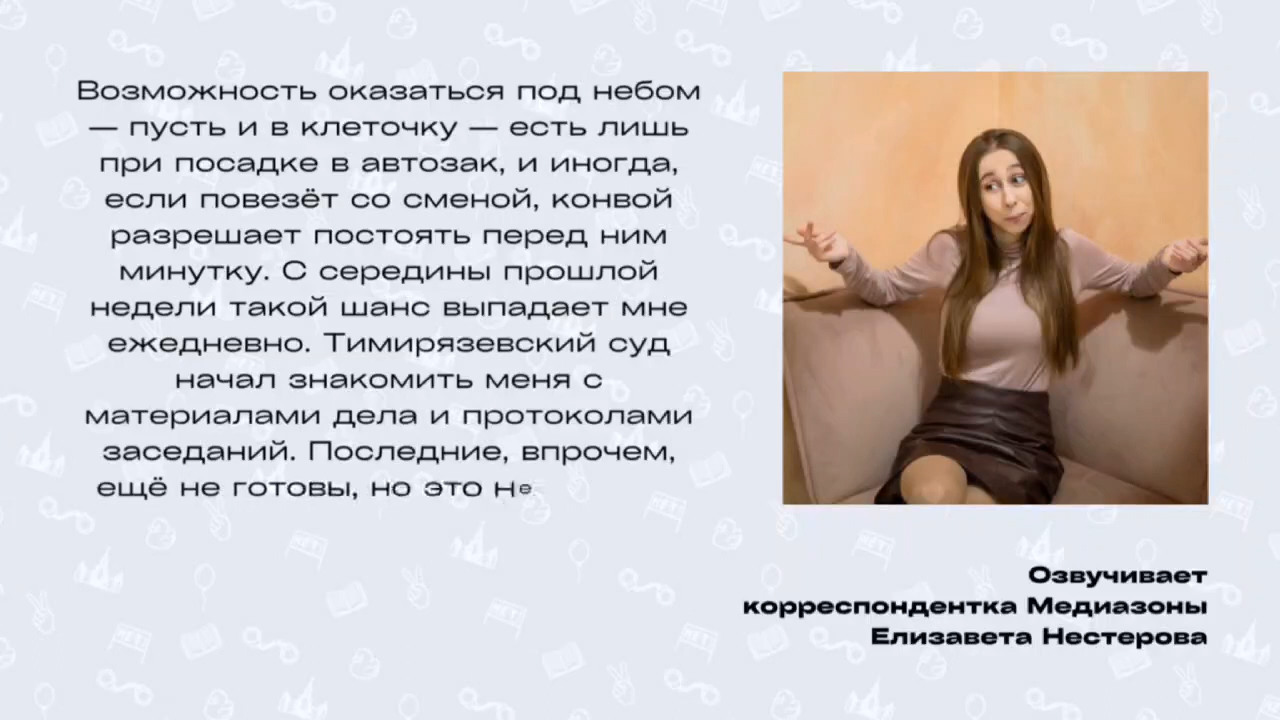 Возможность оказаться под небом
— пусть и в клеточку — есть лишь
при посадке в автозак, и иногда,
если повезёт со сменой, конвой
разрешает постоять перед ним
минутку. С середины прошлой
недели такой шанс выпадает мне
ежедневно. Тимирязевский суд
начал знакомить меня с
материалами дела и протоколами
заседаний. Последние, впрочем,
ещё не готовы, но это не
Озвучивает
корреспондентка Медиазоны
Елизавета Нестерова